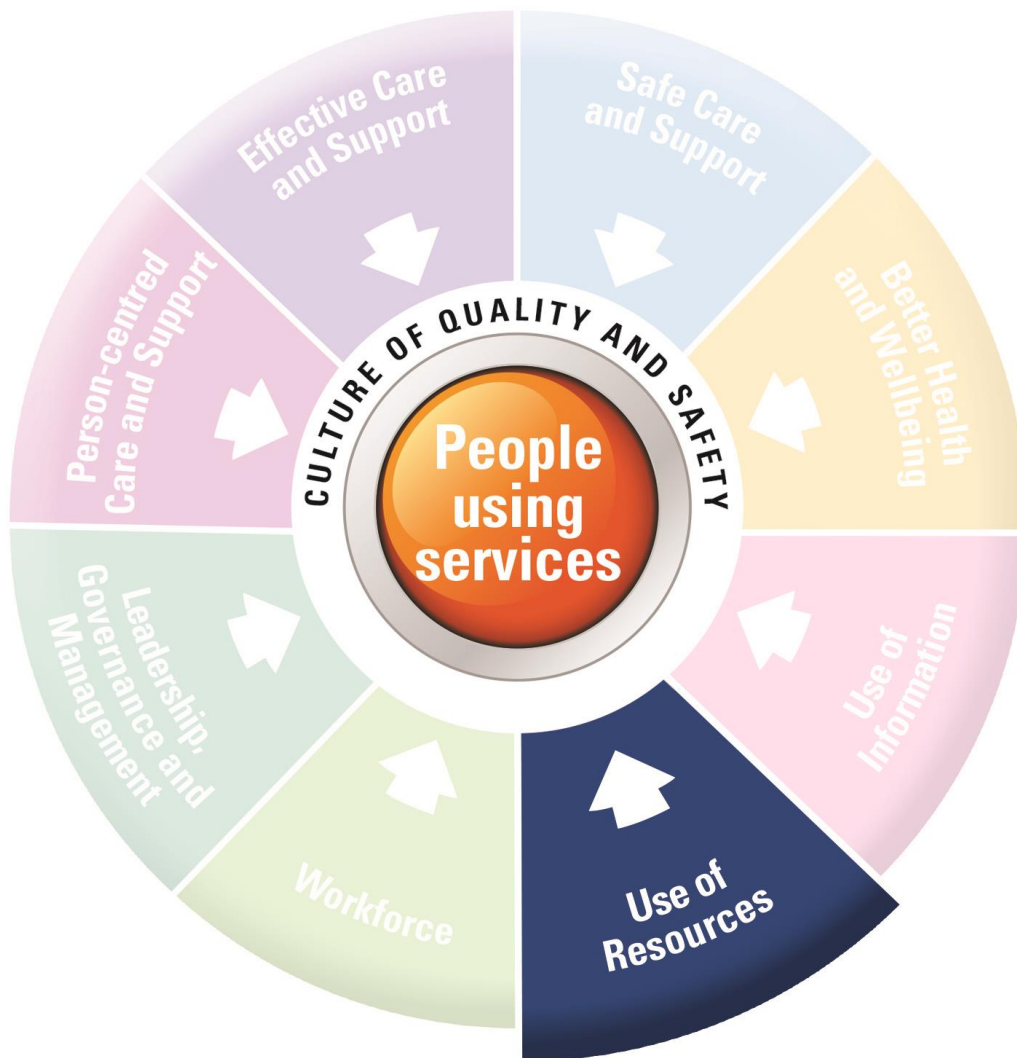 Effective Care
and Support
Safe Care
and Support
Better Health
and Wellbeing
Use of
Information
Use of
Resources
Workforce
Leadership,
Governance and
Management
Person-centred
Care and Support
CULTURE OF QUALITY AND SAFETY
People
using
services